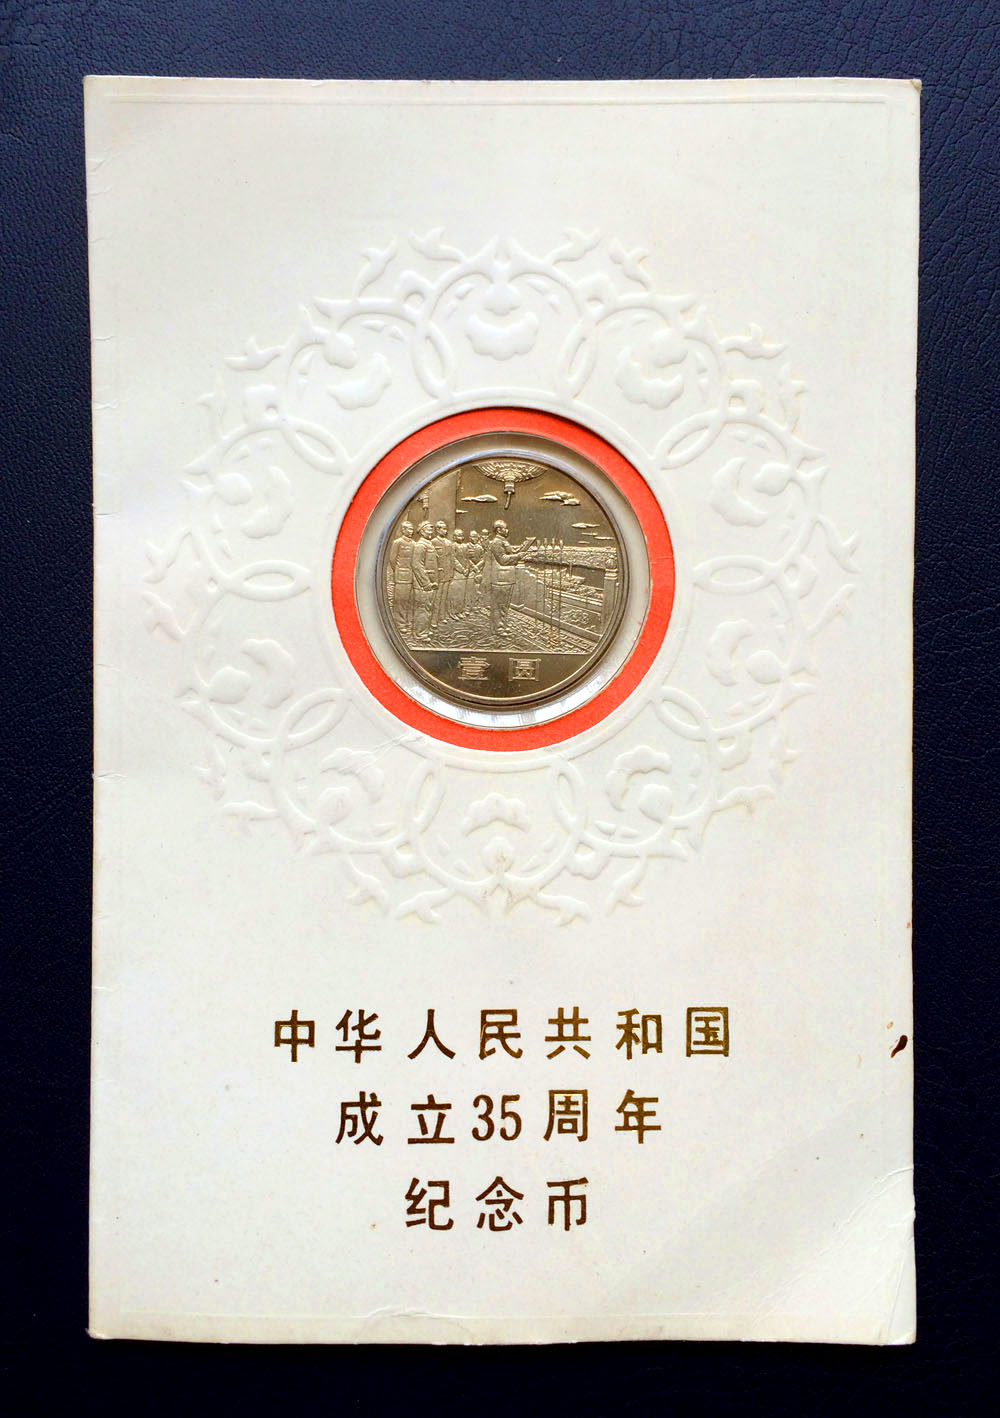 壹圆
中华人民共和国
成立35周年
纪念币